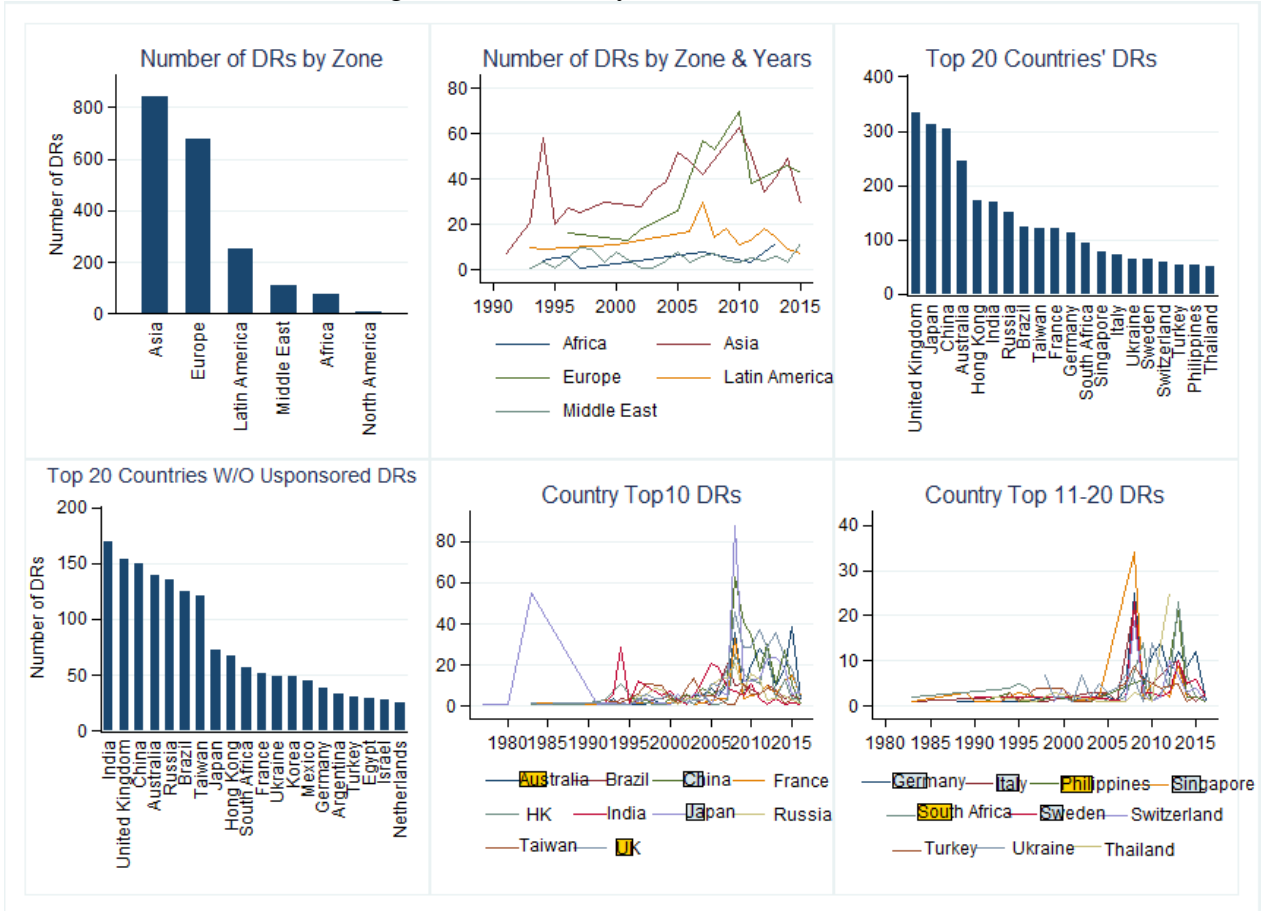 Number of DRs by Zone
Number of DRs
800
600
400
200
0
Asia
Europe
Latin America
Middle East
Africa
North America
Number of DRs by Zone & Years
80
60
40
20
0
1990 1995 2000 2005 2010 2015
Africa Asia
Europe Latin America
Middle East
Top 20 Countries' DRs
400
300
200
100
0
United Kingdom
Japan
China
Australia
Hong Kong
India
Russia
Brazil
Taiwan
France
Germany
South Africa
Singapore
Italy
Ukraine
Sweden
Switzerland
Turkey
Philippines
Thailand
Top 20 Countries W/O Usponsored DRs
Number of DRs
200
150
100
50
0
India
United Kingdom
China
Australia
Russia
Brazil
Taiwan
Japan
Hong Kong
South Africa
France
Ukraine
Korea
Mexico
Germany
Argentina
Turkey
Egypt
Israel
Netherlands
Country Top10 DRs
80
60
40
20
0
1980 1985 1990 1995 2000 2005 2010 2015
Australia Brazil China France
HK India Japan Russia
Taiwan UK
Country Top 11-20 DRs
40
30
20
10
0
1980 1985 1990 1995 2000 2005 2010 2015
Germany Italy Philippines Singapore
South Africa Sweden Switzerland
Turkey Ukraine Thailand